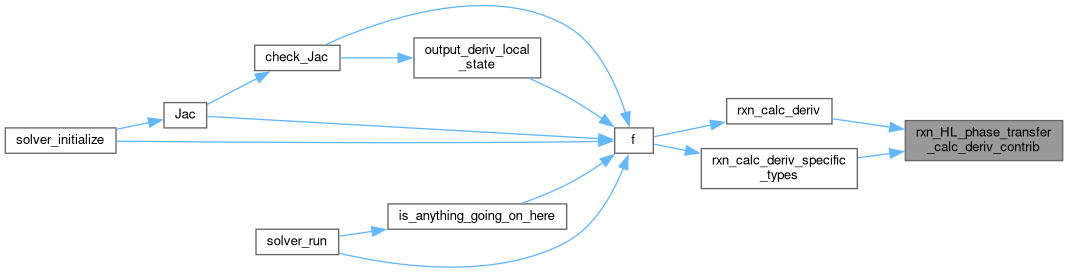 output_deriv_local
_state
check_Jac
Jac
solver_initialize
f
rxn_calc_deriv
rxn_calc_deriv_specific
_types
rxn_HL_phase_transfer
_calc_deriv_contrib
is_anything_going_on_here
solver_run